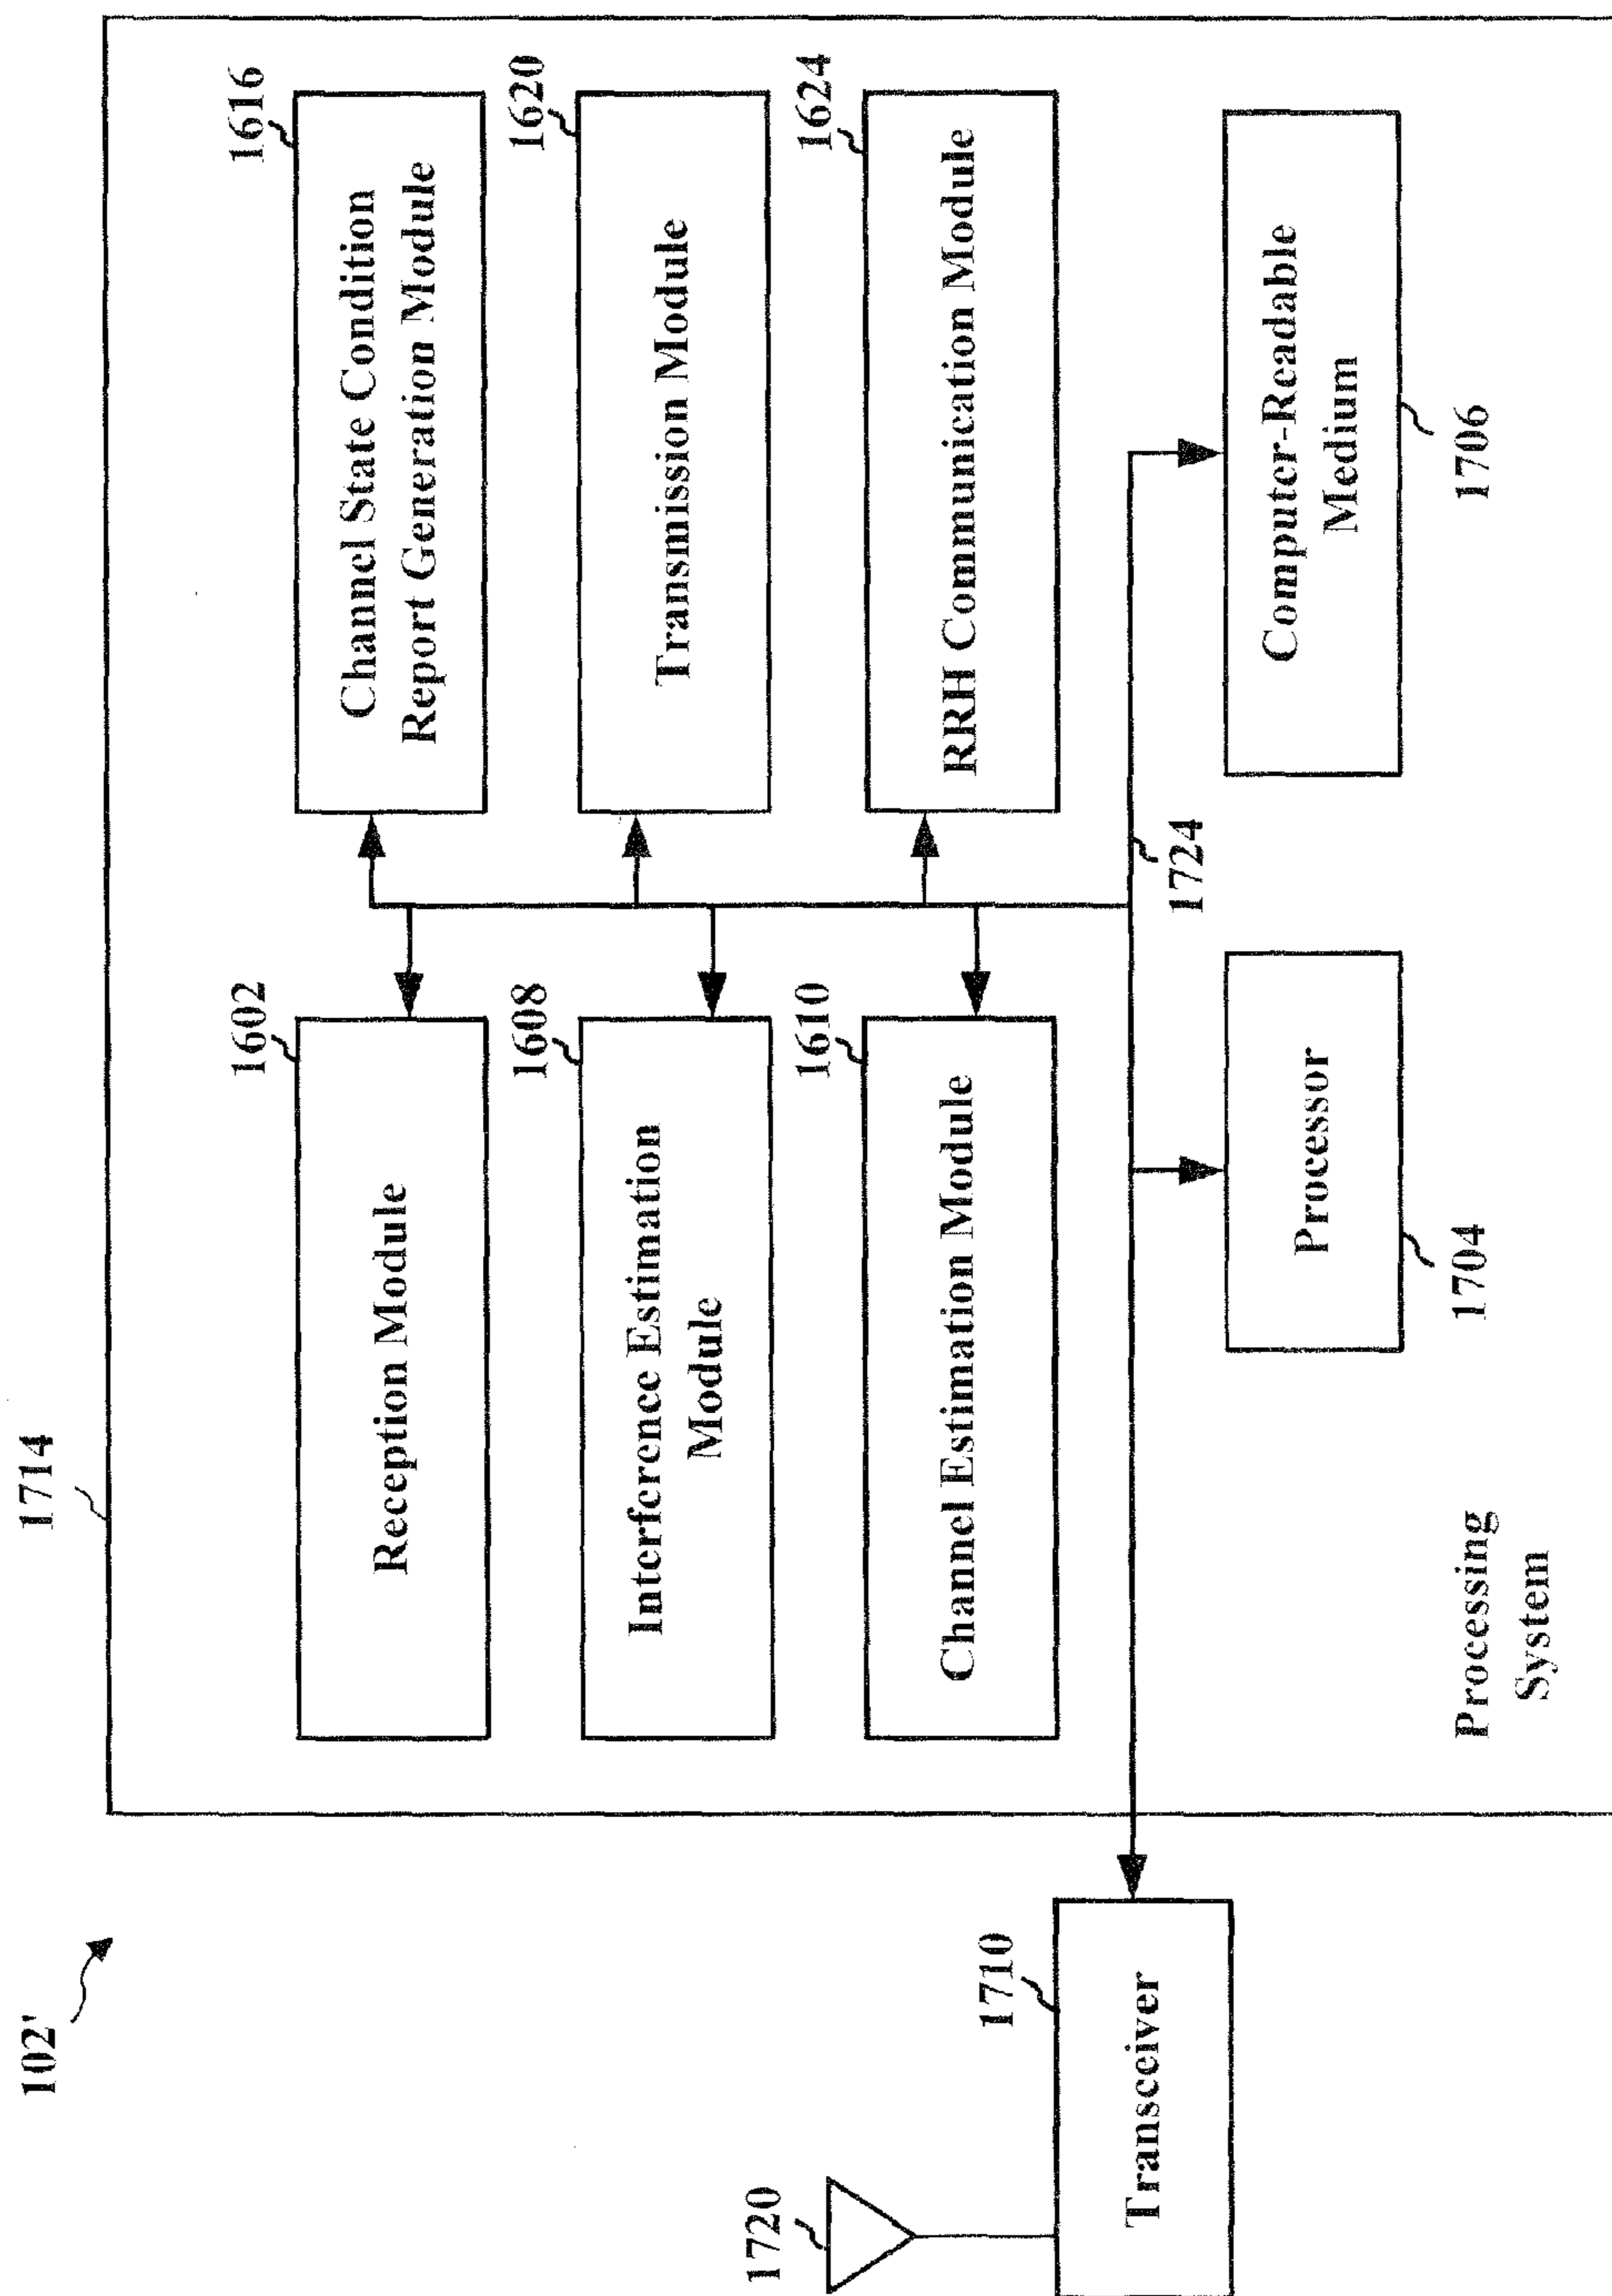 102'
1714
1602
Reception Module
1616
Channel State Condition
Report Generation Module
1608
Interference Estimation
Module
1620
Transmission Module
1610
Channel Estimation Module
1624
RRH Communication Module
1720
1710
Transceiver
1724
Processor
1704
Computer-Readable
Medium
1706
Processing
System